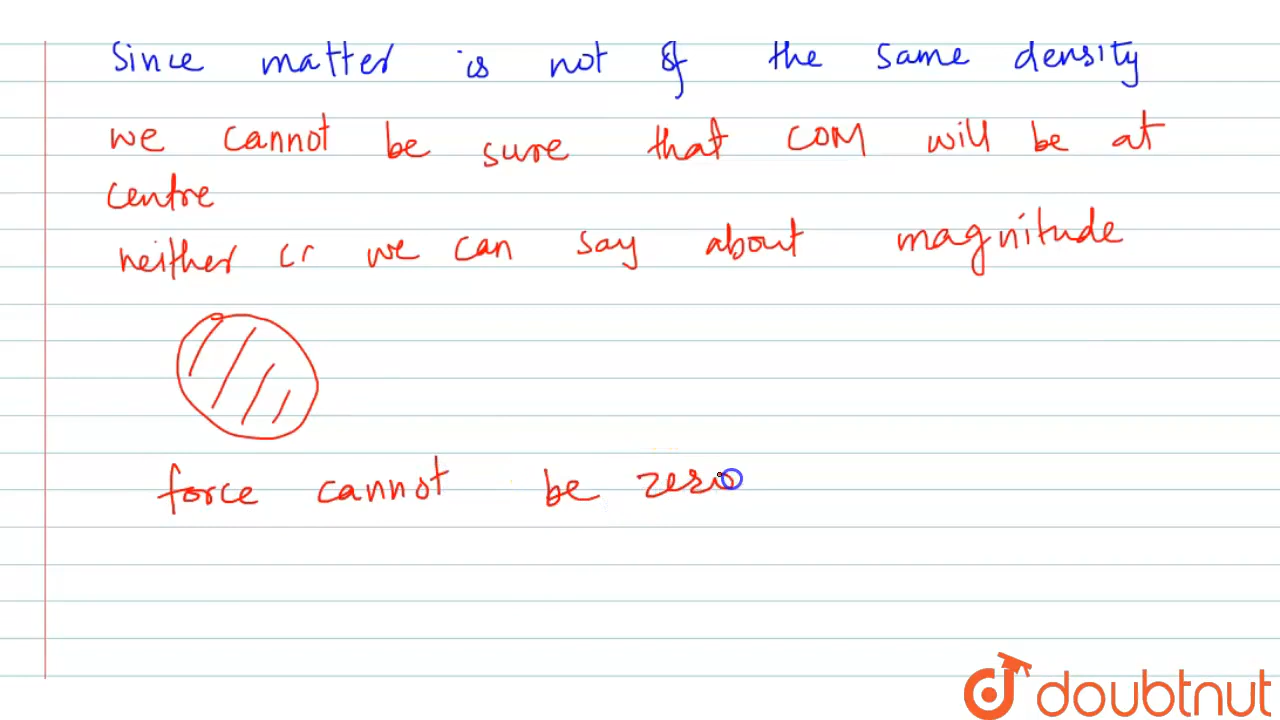 Since matter is not of the same density
we cannot be sure that COM will be at
centre
neither we can say about magnitude
force cannot be zero
doubtnut